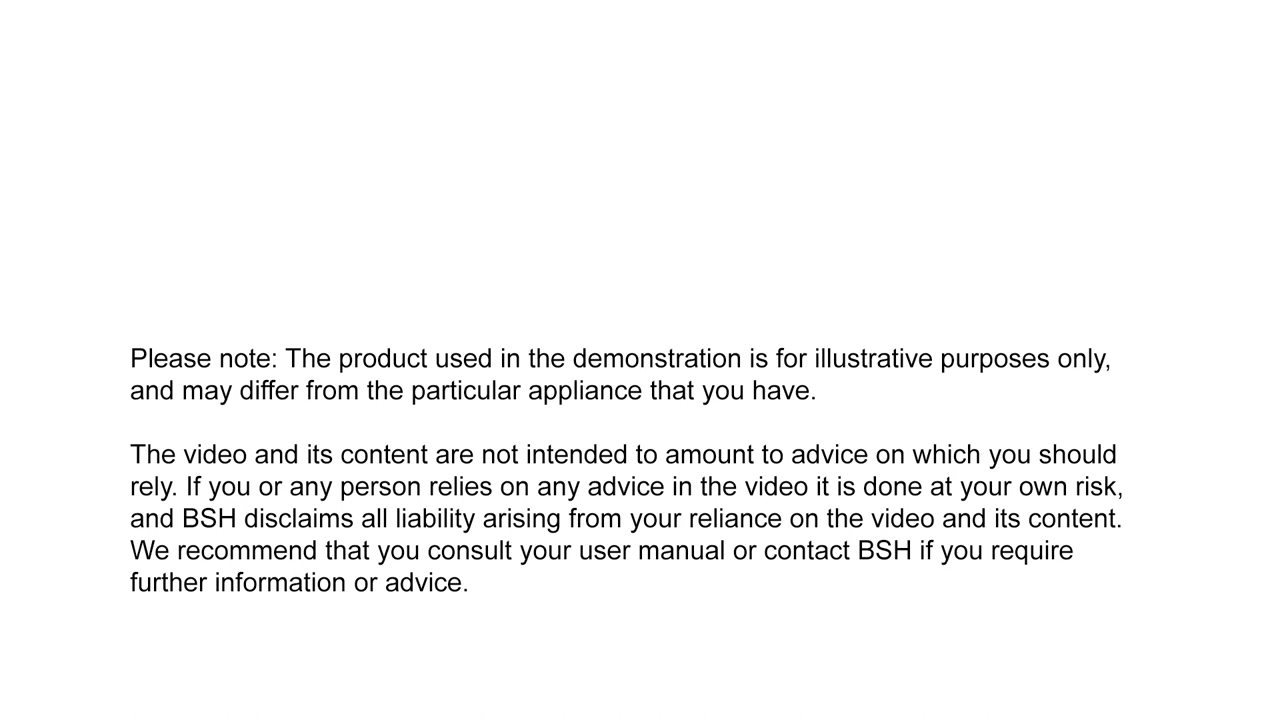 Please note: The product used in the demonstration is for illustrative purposes only,
and may differ from the particular appliance that you have.
The video and its content are not intended to amount to advice on which you should
rely. If you or any person relies on any advice in the video it is done at your own risk,
and BSH disclaims all liability arising from your reliance on the video and its content.
We recommend that you consult your user manual or contact BSH if you require
further information or advice.